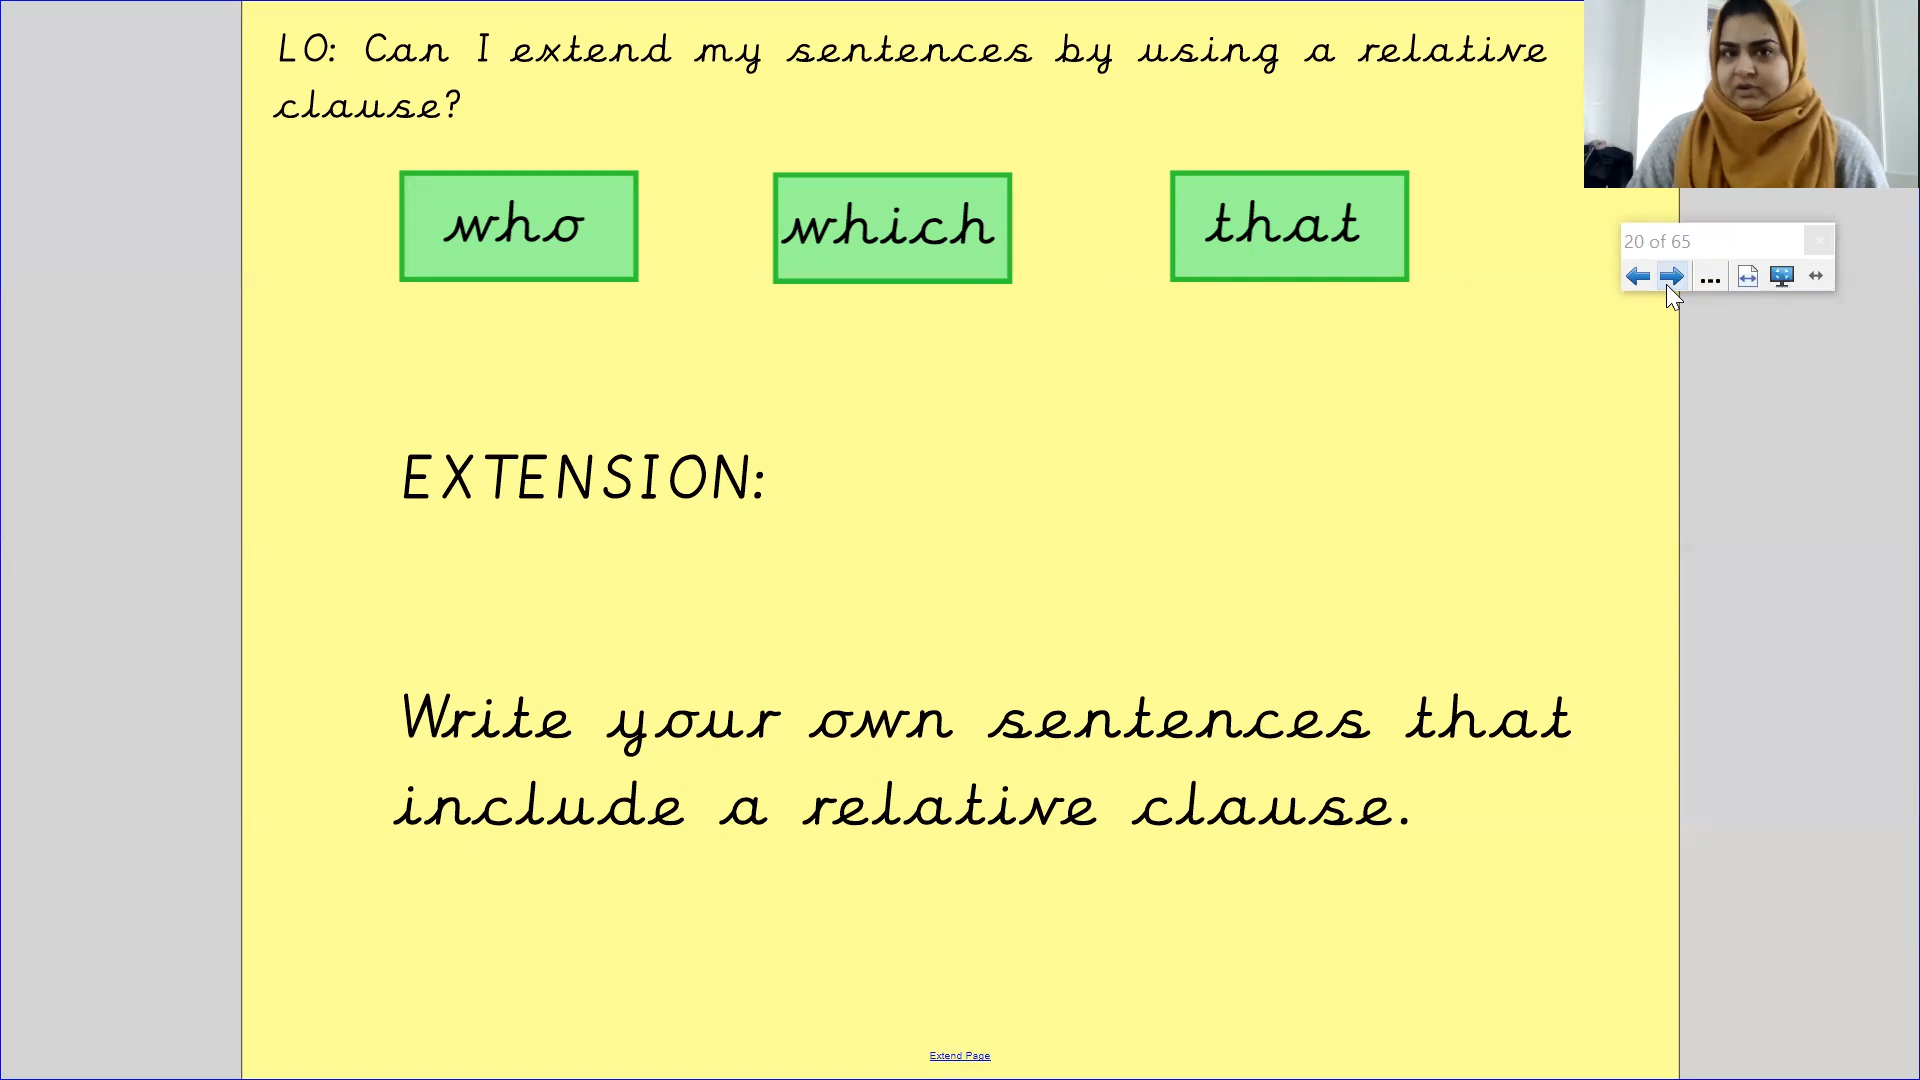 LO: Can I extend my sentences by using a relative
clause?
who which that
20 of 65
EXTENSION:
Write your own sentences that
include a relative clause.
Extend Page